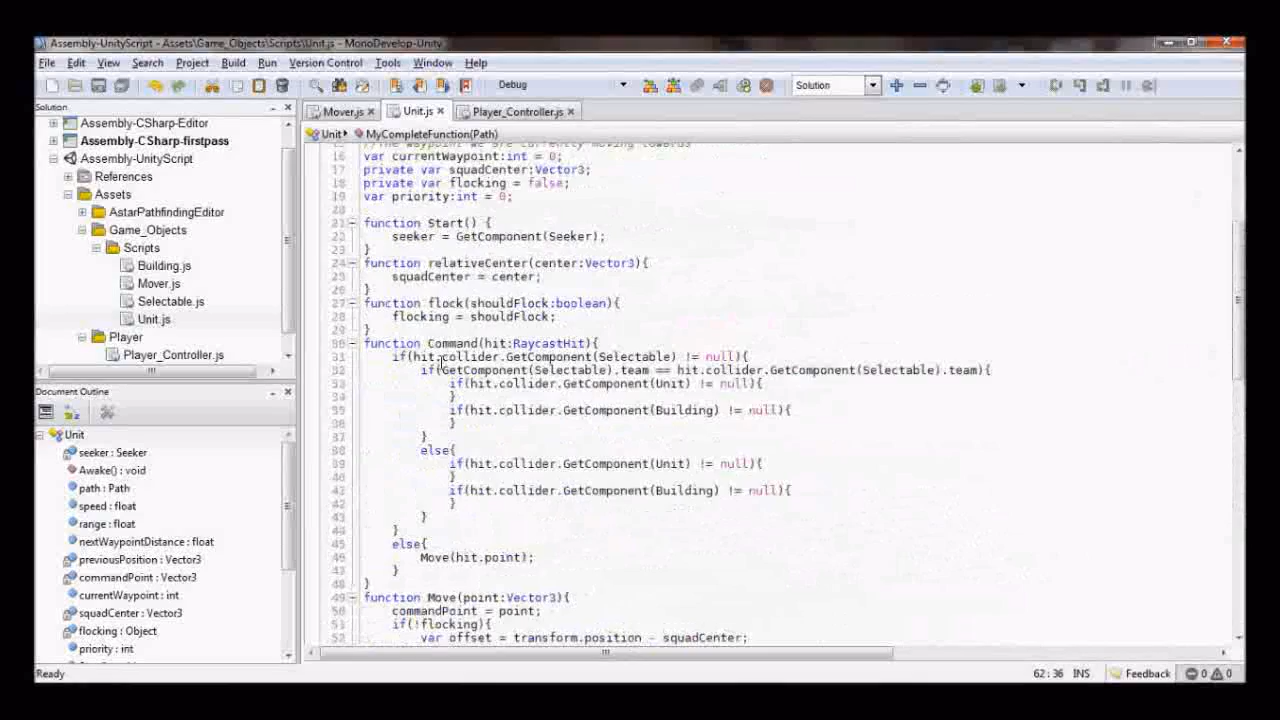 Assembly-UnityScript - Assets\Game_Objects\Scripts\Unit.js - MonoDevelop-Unity
File Edit View Search Project Build Run Version Control Tools Window Help
Debug
Solution
Solution
Assembly-CSharp-Editor
Assembly-CSharp-firstpass
Assembly-UnityScript
References
Assets
AstarPathfindingEditor
Game_Objects
Scripts
Building.js
Mover.js
Selectable.js
Unit.js
Player
Player_Controller.js
Document Outline
Unit
seeker : Seeker
Awake() : void
path : Path
speed : float
range : float
nextWaypointDistance : float
previousPosition : Vector3
commandPoint : Vector3
currentWaypoint : int
squadCenter : Vector3
flocking : Object
priority : int
Mover.js
Unit.js
Player_Controller.js
Unit
MyCompleteFunction(Path)
15 //The waypoint we are currently moving towards
16 var currentWaypoint:int = 0;
17 private var squadCenter:Vector3;
18 private var flocking = false;
19 var priority:int = 0;
20
21 function Start() {
22 seeker = GetComponent(Seeker);
23 }
24 function relativeCenter(center:Vector3){
25 squadCenter = center;
26 }
27 function flock(shouldFlock:boolean){
28 flocking = shouldFlock;
29 }
30 function Command(hit:RaycastHit){
31 if(hit.collider.GetComponent(Selectable) != null){
32 if(GetComponent(Selectable).team == hit.collider.GetComponent(Selectable).team){
33 if(hit.collider.GetComponent(Unit) != null){
34 }
35 if(hit.collider.GetComponent(Building) != null){
36 }
37 }
38 else{
39 if(hit.collider.GetComponent(Unit) != null){
40 }
41 if(hit.collider.GetComponent(Building) != null){
42 }
43 }
44 }
45 else{
46 Move(hit.point);
47 }
48 }
49 function Move(point:Vector3){
50 commandPoint = point;
51 if(!flocking){
52 var offset = transform.position - squadCenter;
Ready
62 : 36 INS
Feedback
0 0